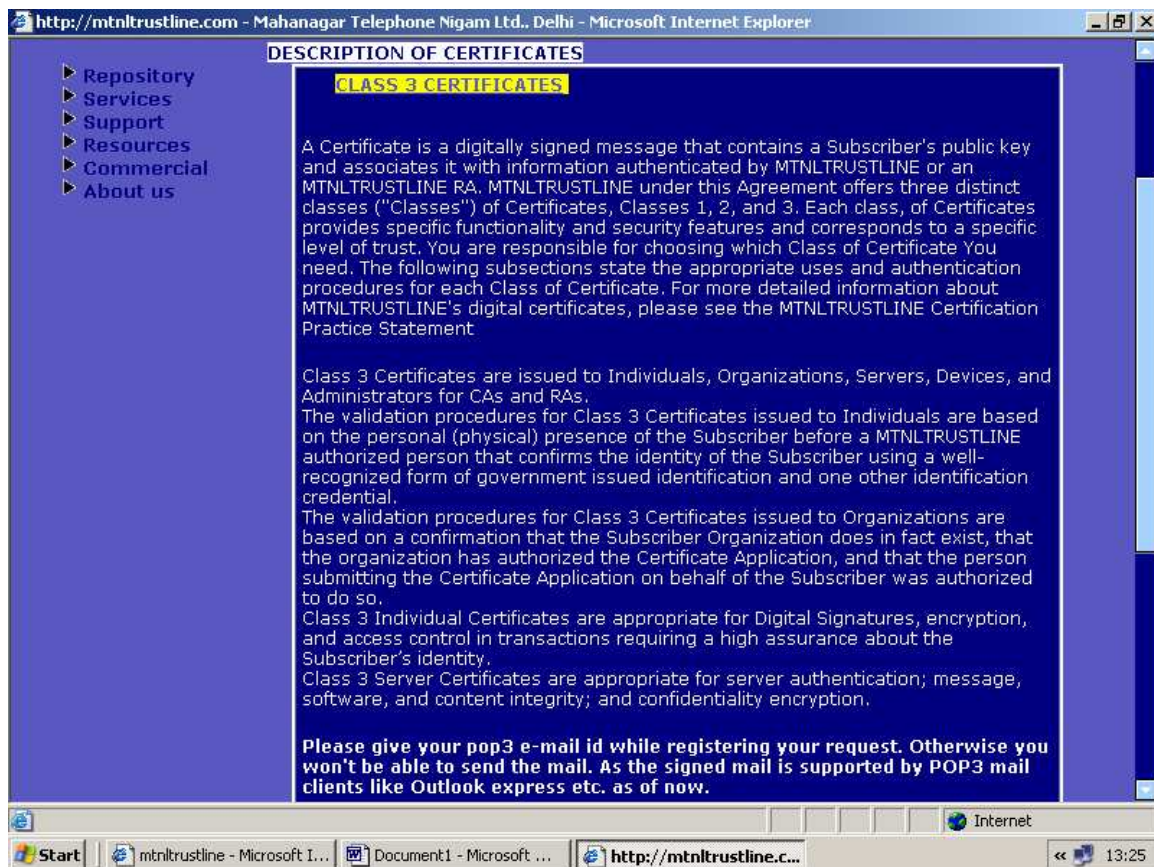 http://mtnltrustline.com - Mahanagar Telephone Nigam Ltd.. Delhi - Microsoft Internet Explorer
Repository
Services
Support
Resources
Commercial
About us
DESCRIPTION OF CERTIFICATES
CLASS 3 CERTIFICATES
A Certificate is a digitally signed message that contains a Subscriber's public key
and associates it with information authenticated by MTNLTRUSTLINE or an
MTNLTRUSTLINE RA. MTNLTRUSTLINE under this Agreement offers three distinct
classes ("Classes") of Certificates, Classes 1, 2, and 3. Each class, of Certificates
provides specific functionality and security features and corresponds to a specific
level of trust. You are responsible for choosing which Class of Certificate You
need. The following subsections state the appropriate uses and authentication
procedures for each Class of Certificate. For more detailed information about
MTNLTRUSTLINE's digital certificates, please see the MTNLTRUSTLINE Certification
Practice Statement
Class 3 Certificates are issued to Individuals, Organizations, Servers, Devices, and
Administrators for CAs and RAs.
The validation procedures for Class 3 Certificates issued to Individuals are based
on the personal (physical) presence of the Subscriber before a MTNLTRUSTLINE
authorized person that confirms the identity of the Subscriber using a well-
recognized form of government issued identification and one other identification
credential.
The validation procedures for Class 3 Certificates issued to Organizations are
based on a confirmation that the Subscriber Organization does in fact exist, that
the organization has authorized the Certificate Application, and that the person
submitting the Certificate Application on behalf of the Subscriber was authorized
to do so.
Class 3 Individual Certificates are appropriate for Digital Signatures, encryption,
and access control in transactions requiring a high assurance about the
Subscriber's identity.
Class 3 Server Certificates are appropriate for server authentication; message,
software, and content integrity; and confidentiality encryption.
Please give your pop3 e-mail id while registering your request. Otherwise you
won't be able to send the mail. As the signed mail is supported by POP3 mail
clients like Outlook express etc. as of now.
Internet
Start
mtnltrustline - Microsoft I...
Document1 - Microsoft ...
http://mtnltrustline.c...
13:25